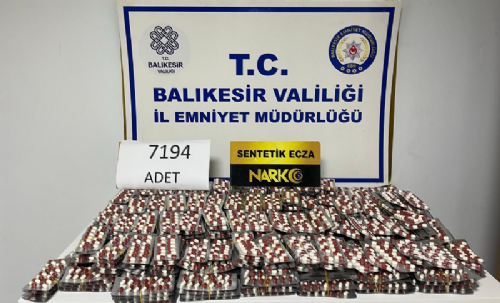 T.C.
BALIKESİR
VALİLİĞİ
T.C.
BALIKESİR VALİLİĞİ
İL EMNİYET MÜDÜRLÜĞÜ
7194
ADET
SENTETİK ECZA
NARKO